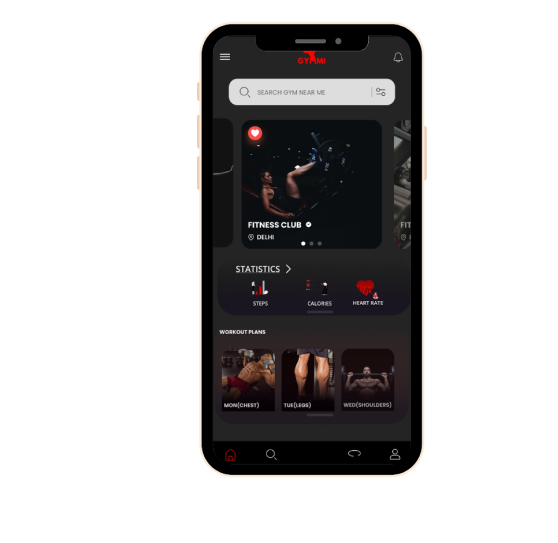 GYMMI
SEARCH GYM NEAR ME
FITNESS CLUB
DELHI
FIT
STATISTICS
STEPS
CALORIES
HEART RATE
WORKOUT PLANS
MON(CHEST)
TUE(LEGS)
WED(SHOULDERS)